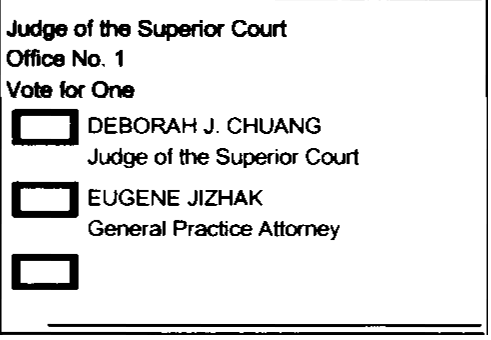 Judge of the Superior Court
Office No. 1
Vote for One
DEBORAH J. CHUANG
Judge of the Superior Court
EUGENE JIZHAK
General Practice Attorney